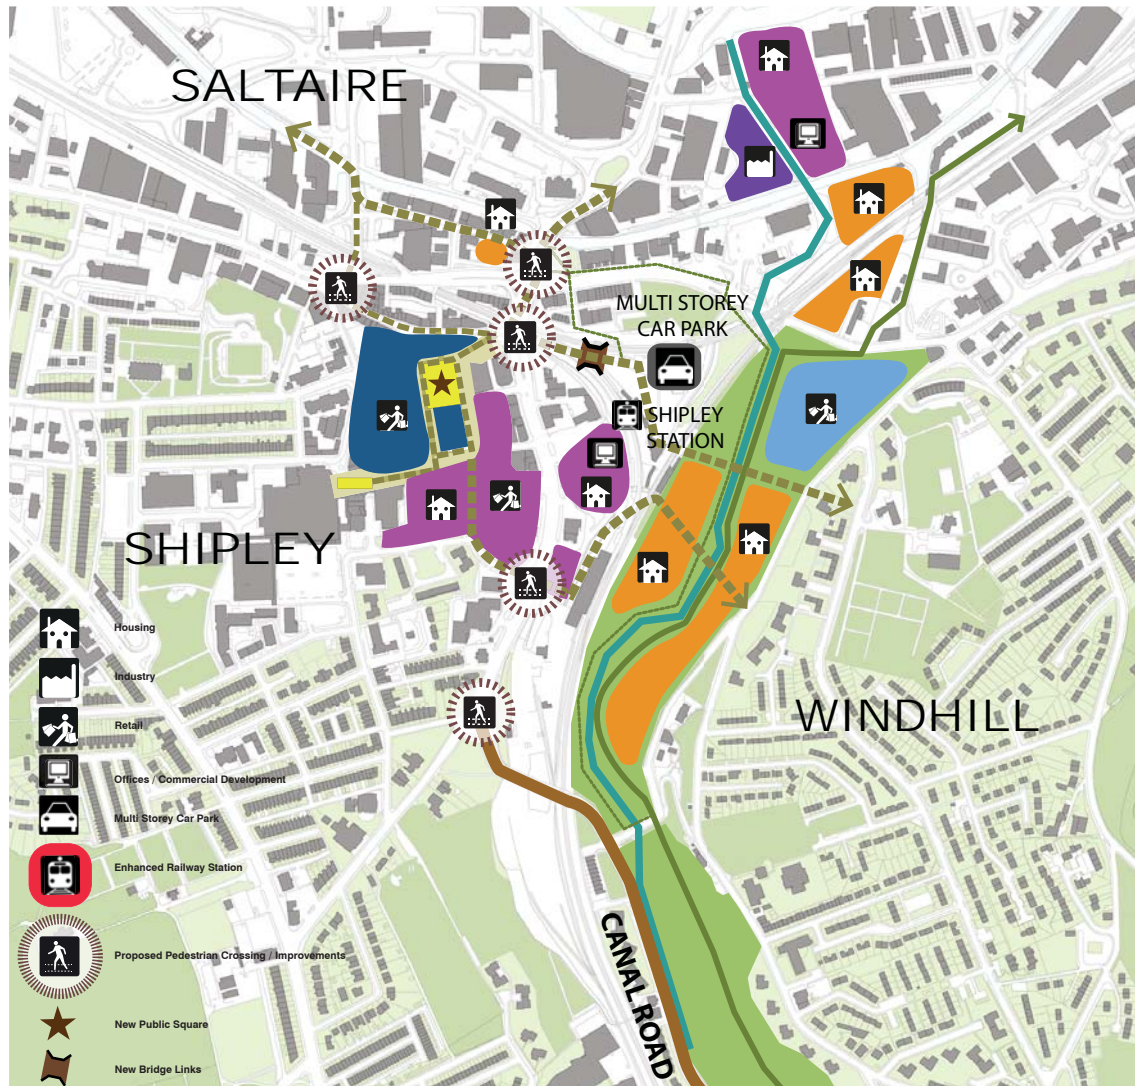 SALTAIRE
MULTI STOREY
CAR PARK
SHIPLEY
STATION
SHIPLEY
WINDHILL
CANAL ROAD
Housing
Industry
Retail
Offices / Commercial Development
Multi Storey Car Park
Enhanced Railway Station
Proposed Pedestrian Crossing / Improvements
New Public Square
New Bridge Links